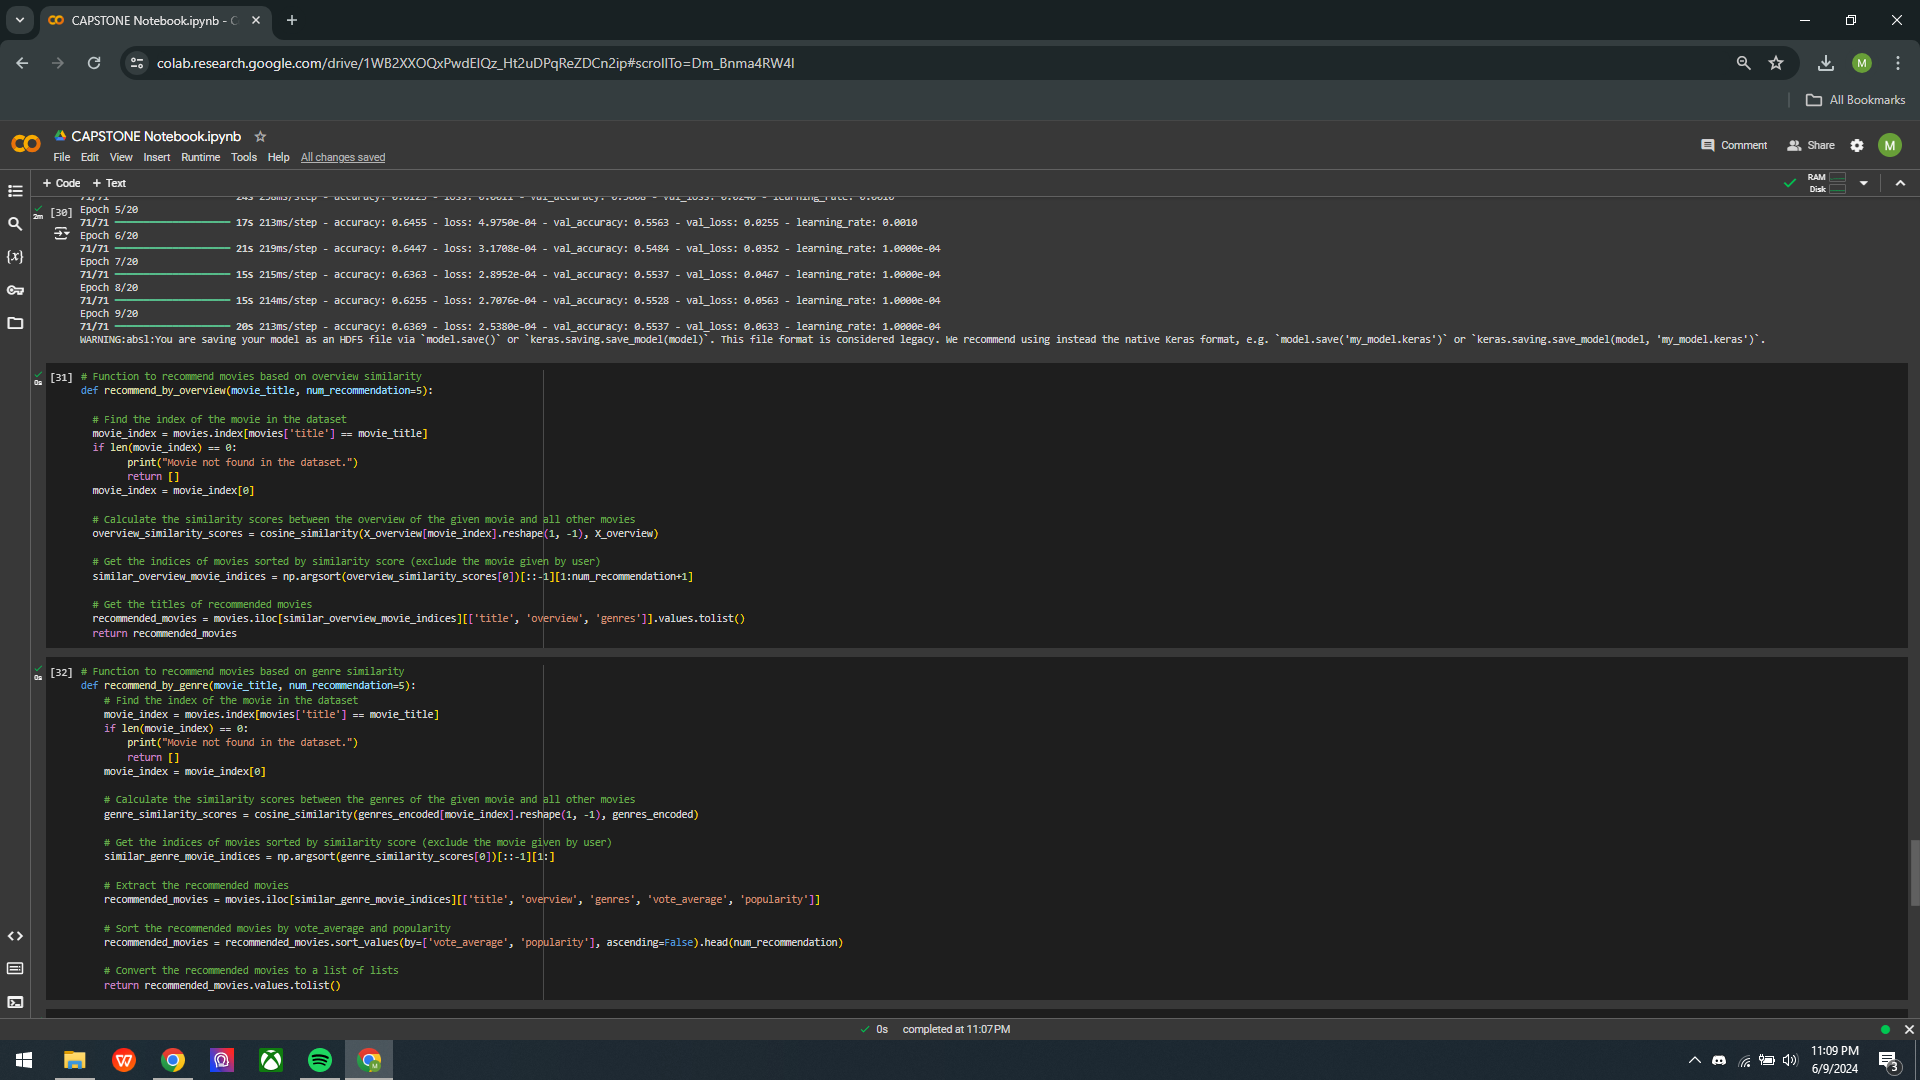 CAPSTONE Notebook.ipynb - C
colab.research.google.com/drive/1WB2XXOQxPwdElQz_Ht2uDPqReZDCn2ip#scrollTo=Dm_Bnma4RW4l
M
All Bookmarks
CAPSTONE Notebook.ipynb
File Edit View Insert Runtime Tools Help All changes saved
Comment Share M
+ Code + Text
RAM
Disk
2m
[30] Epoch 5/20
71/71 17s 213ms/step - accuracy: 0.6455 - loss: 4.9750e-04 - val_accuracy: 0.5563 - val_loss: 0.0255 - learning_rate: 0.0010
Epoch 6/20
71/71 21s 219ms/step - accuracy: 0.6447 - loss: 3.1708e-04 - val_accuracy: 0.5484 - val_loss: 0.0352 - learning_rate: 1.0000e-04
Epoch 7/20
71/71 15s 215ms/step - accuracy: 0.6363 - loss: 2.8952e-04 - val_accuracy: 0.5537 - val_loss: 0.0467 - learning_rate: 1.0000e-04
Epoch 8/20
71/71 15s 214ms/step - accuracy: 0.6255 - loss: 2.7076e-04 - val_accuracy: 0.5528 - val_loss: 0.0563 - learning_rate: 1.0000e-04
Epoch 9/20
71/71 20s 213ms/step - accuracy: 0.6369 - loss: 2.5380e-04 - val_accuracy: 0.5537 - val_loss: 0.0633 - learning_rate: 1.0000e-04
WARNING:absl:You are saving your model as an HDF5 file via `model.save()` or `keras.saving.save_model(model)`. This file format is considered legacy. We recommend using instead the native Keras format, e.g. `model.save('my_model.keras')` or `keras.saving.save_model(model, 'my_model.keras')`.
0s
[31] # Function to recommend movies based on overview similarity
def recommend_by_overview(movie_title, num_recommendation=5):
# Find the index of the movie in the dataset
movie_index = movies.index[movies['title'] == movie_title]
if len(movie_index) == 0:
print("Movie not found in the dataset.")
return []
movie_index = movie_index[0]
# Calculate the similarity scores between the overview of the given movie and all other movies
overview_similarity_scores = cosine_similarity(X_overview[movie_index].reshape(1, -1), X_overview)
# Get the indices of movies sorted by similarity score (exclude the movie given by user)
similar_overview_movie_indices = np.argsort(overview_similarity_scores[0])[::-1][1:num_recommendation+1]
# Get the titles of recommended movies
recommended_movies = movies.iloc[similar_overview_movie_indices][['title', 'overview', 'genres']].values.tolist()
return recommended_movies
0s
[32] # Function to recommend movies based on genre similarity
def recommend_by_genre(movie_title, num_recommendation=5):
# Find the index of the movie in the dataset
movie_index = movies.index[movies['title'] == movie_title]
if len(movie_index) == 0:
print("Movie not found in the dataset.")
return []
movie_index = movie_index[0]
# Calculate the similarity scores between the genres of the given movie and all other movies
genre_similarity_scores = cosine_similarity(genres_encoded[movie_index].reshape(1, -1), genres_encoded)
# Get the indices of movies sorted by similarity score (exclude the movie given by user)
similar_genre_movie_indices = np.argsort(genre_similarity_scores[0])[::-1][1:]
# Extract the recommended movies
recommended_movies = movies.iloc[similar_genre_movie_indices][['title', 'overview', 'genres', 'vote_average', 'popularity']]
# Sort the recommended movies by vote_average and popularity
recommended_movies = recommended_movies.sort_values(by=['vote_average', 'popularity'], ascending=False).head(num_recommendation)
# Convert the recommended movies to a list of lists
return recommended_movies.values.tolist()
0s completed at 11:07 PM
11:09 PM
6/9/2024
3